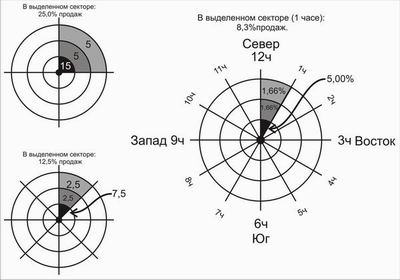 В выделенном секторе:
25,0% продаж
5
5
15
В выделенном секторе:
12,5% продаж
2,5
2,5
7,5
В выделенном секторе (1 часе):
8,3%продаж.
Север
12ч
11ч
1ч
5,00%
1,66%
1,66%
10ч
2ч
Запад 9ч
3ч Восток
8ч
4ч
7ч
5ч
6ч
Юг